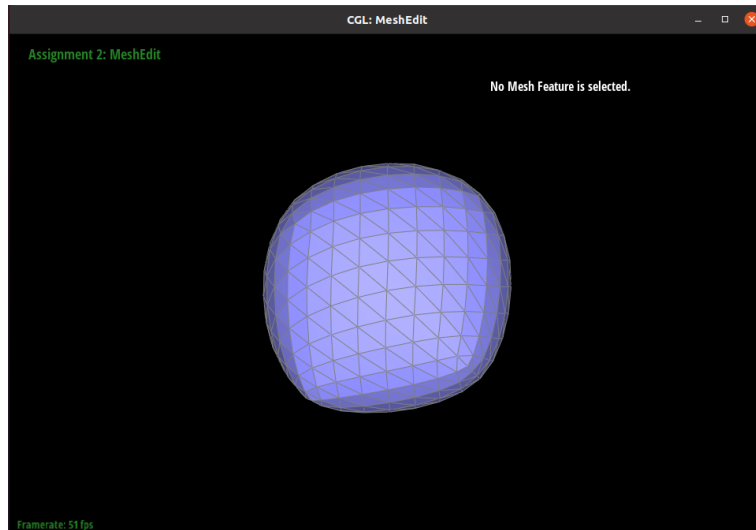 CGL: MeshEdit
Assignment 2: MeshEdit
No Mesh Feature is selected.
Framerate: 51 fps